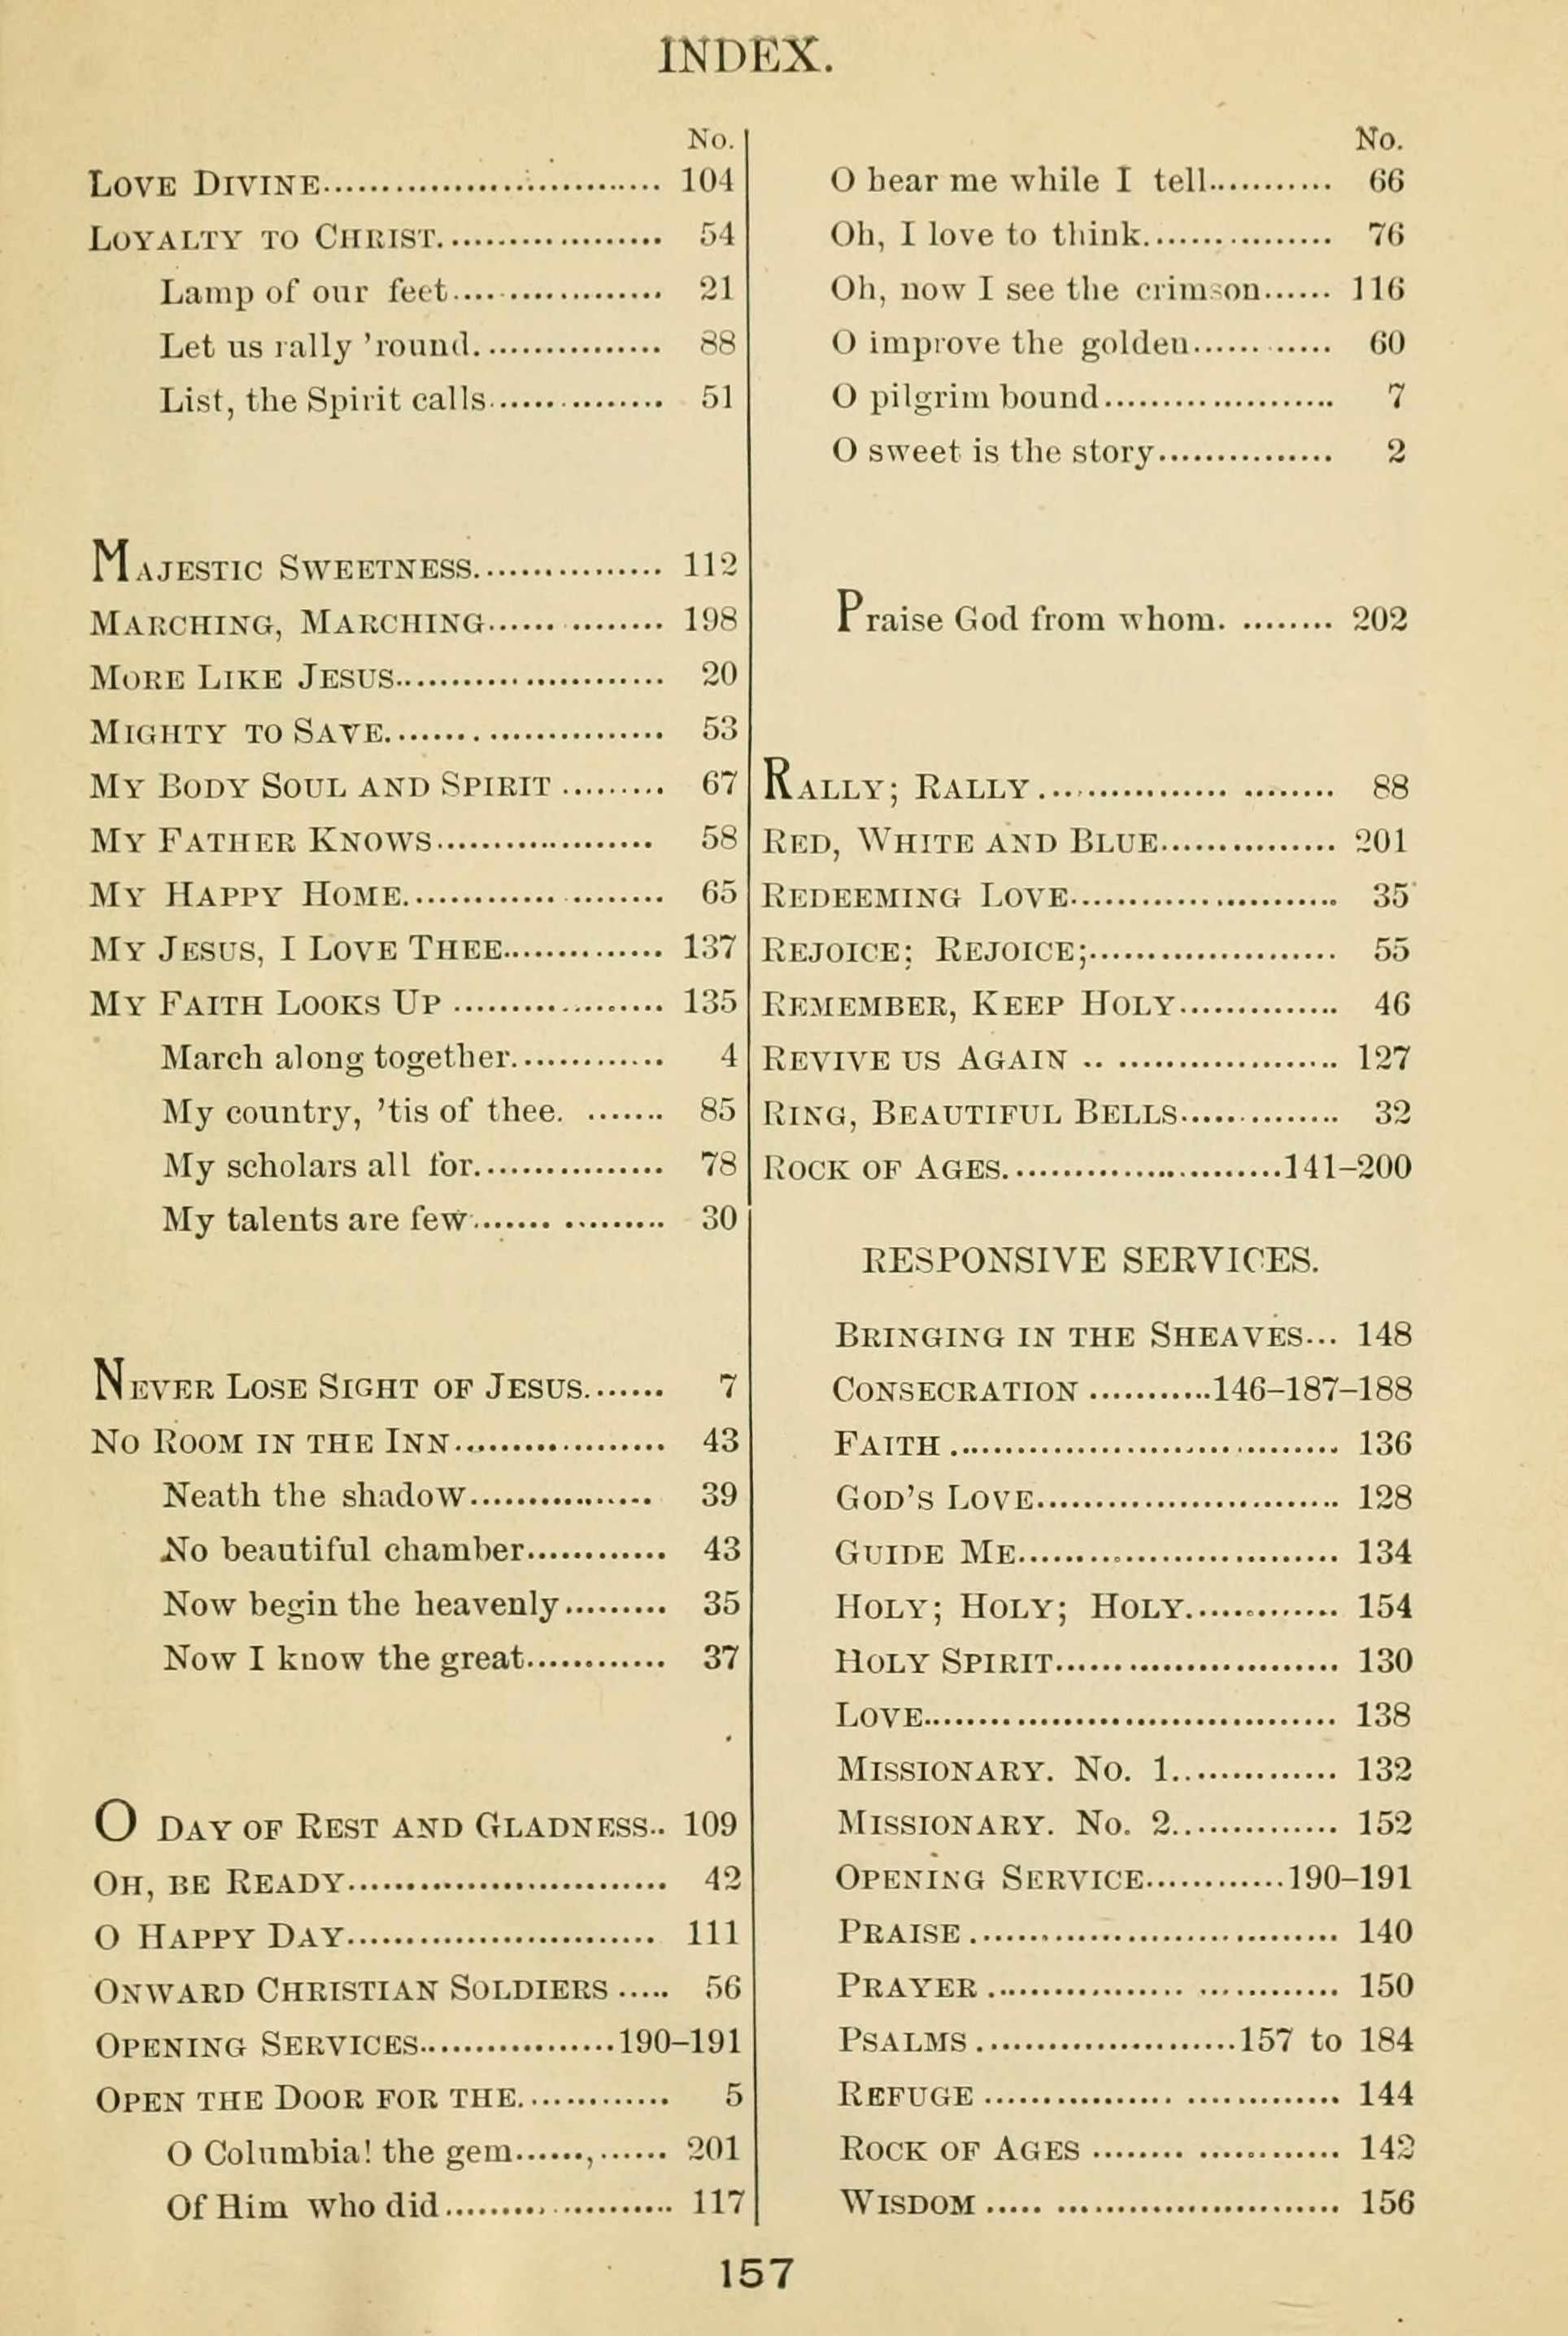 INDEX.
No.
LOVE DIVINE.................................... 104
LOYALTY TO CHRIST...................... 54
Lamp of our feet...................... 21
Let us rally 'round................. 88
List, the Spirit calls................. 51
MAJESTIC SWEETNESS................. 112
MARCHING, MARCHING............... 198
MORE LIKE JESUS....................... 20
MIGHTY TO SAVE........................ 53
MY BODY SOUL AND SPIRIT ......... 67
MY FATHER KNOWS................... 58
MY HAPPY HOME....................... 65
MY JESUS, I LOVE THEE.............. 137
MY FAITH LOOKS UP .................. 135
March along together............. 4
My country, 'tis of thee. ....... 85
My scholars all for................. 78
My talents are few................. 30
NEVER LOSE SIGHT OF JESUS....... 7
NO ROOM IN THE INN.................. 43
Neath the shadow................ 39
No beautiful chamber............ 43
Now begin the heavenly......... 35
Now I know the great............ 37
O DAY OF REST AND GLADNESS.. 109
OH, BE READY........................... 42
O HAPPY DAY.......................... 111
ONWARD CHRISTIAN SOLDIERS ..... 56
OPENING SERVICES.................190-191
OPEN THE DOOR FOR THE............. 5
O Columbia! the gem......,...... 201
Of Him who did.................... 117
No.
O hear me while I tell............ 66
Oh, I love to think................. 76
Oh, now I see the crimson...... 116
O improve the golden............ 60
O pilgrim bound.................... 7
O sweet is the story............... 2
Praise God from whom. ........ 202
RALLY; RALLY ......................... 88
RED, WHITE AND BLUE............... 201
REDEEMING LOVE....................... 35
REJOICE; REJOICE;..................... 55
REMEMBER, KEEP HOLY.............. 46
REVIVE US AGAIN .. ................... 127
RING, BEAUTIFUL BELLS.............. 32
ROCK OF AGES........................141-200
RESPONSIVE SERVICES.
BRINGING IN THE SHEAVES... 148
CONSECRATION ...........146-187-188
FAITH .................................. 136
GOD'S LOVE.......................... 128
GUIDE ME............................ 134
HOLY; HOLY; HOLY............. 154
HOLY SPIRIT......................... 130
LOVE.................................... 138
MISSIONARY. No. 1.............. 132
MISSIONARY. No. 2.............. 152
OPENING SERVICE............190-191
PRAISE ................................ 140
PRAYER ............................... 150
PSALMS .......................157 to 184
REFUGE ............................... 144
ROCK OF AGES ..................... 142
WISDOM ..... ........................ 156
157